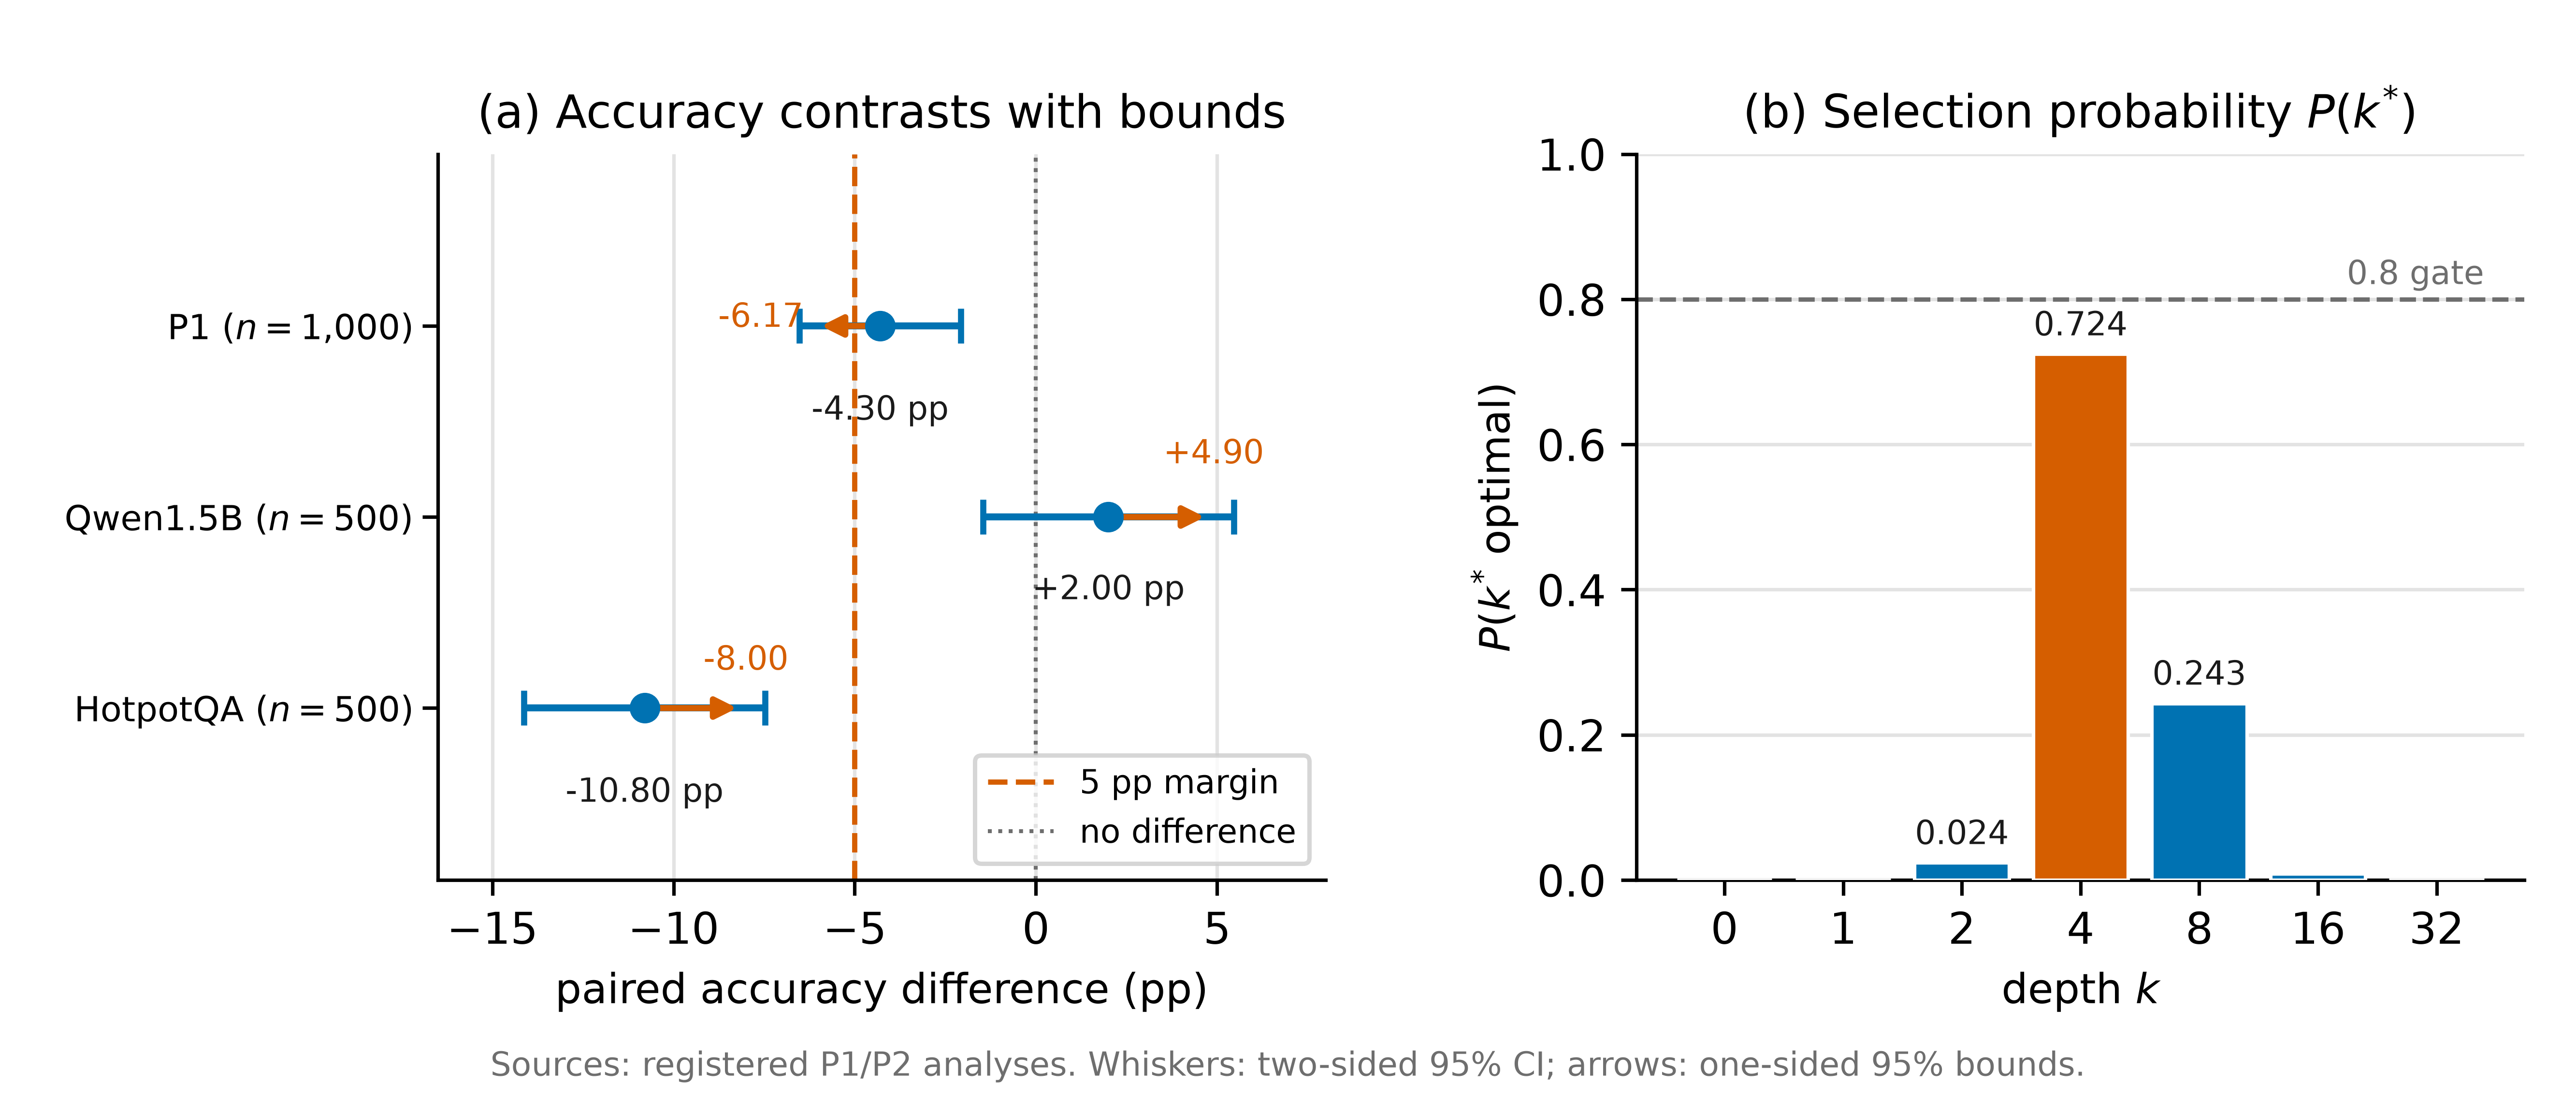 (a) Accuracy contrasts with bounds
P1 (n = 1,000)
Qwen1.5B (n = 500)
HotpotQA (n = 500)
-6.17
-4.30 pp
+4.90
+2.00 pp
-8.00
-10.80 pp
5 pp margin
no difference
−15 −10 −5 0 5
paired accuracy difference (pp)
(b) Selection probability P(k*)
P(k* optimal)
1.0
0.8
0.6
0.4
0.2
0.0
0.8 gate
0.724
0.243
0.024
0 1 2 4 8 16 32
depth k
Sources: registered P1/P2 analyses. Whiskers: two-sided 95% CI; arrows: one-sided 95% bounds.